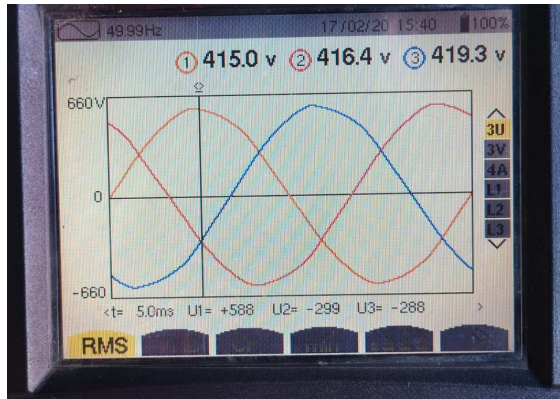 49.99Hz 17/02/20 15:40 100%
1 415.0 v 2 416.4 v 3 419.3 v
660V
3U
3V
4A
L1
0
L2
L3
-660
<t= 5.0ms U1= +588 U2= -299 U3= -288 >
RMS